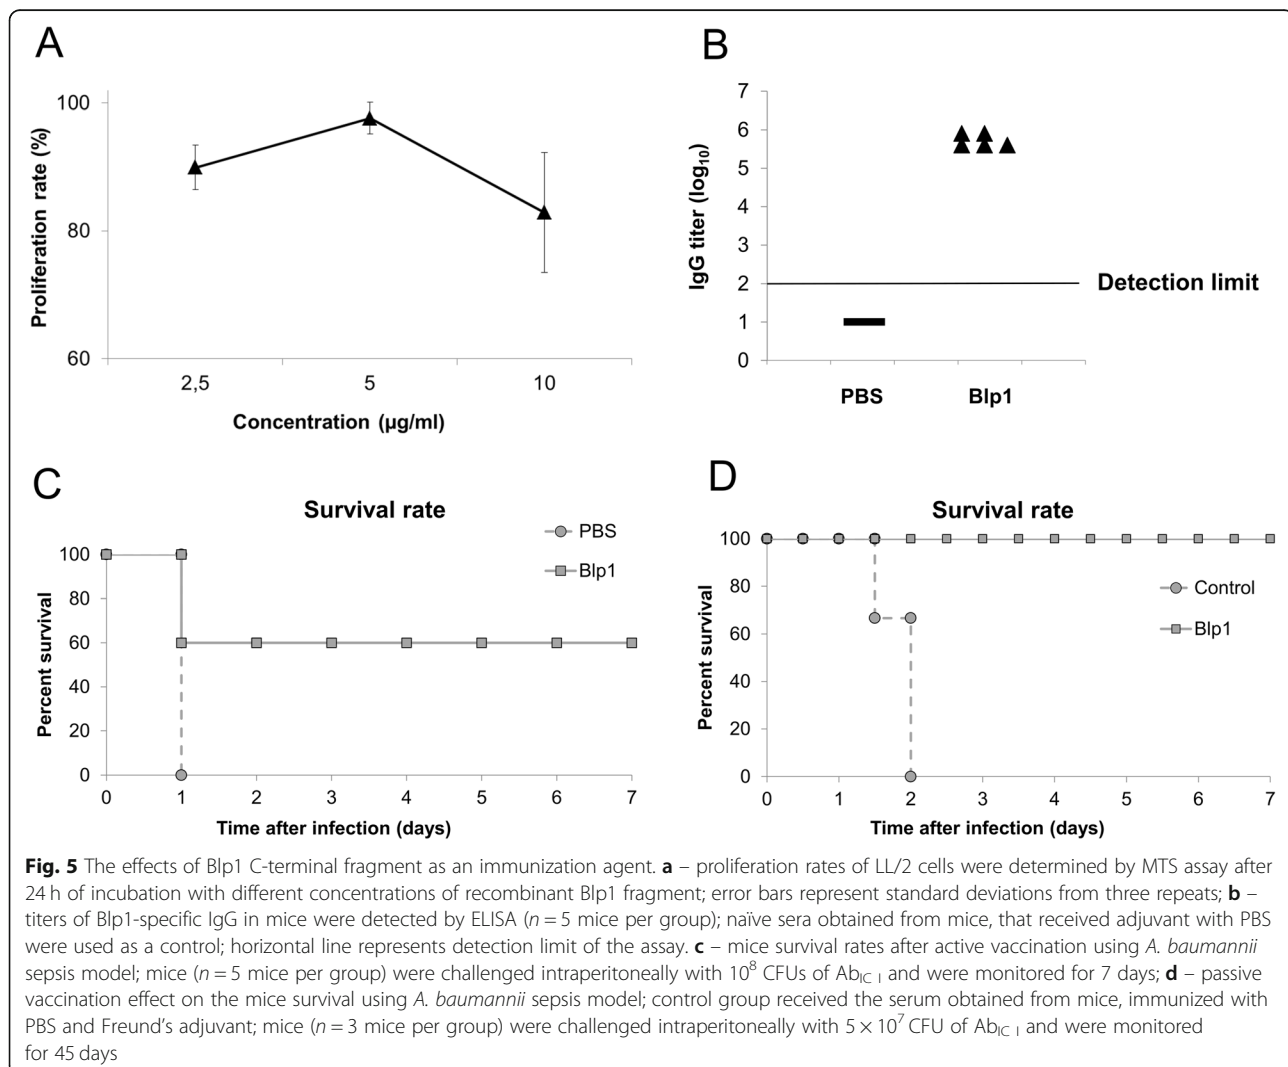 A
Proliferation rate (%)
100
80
60
2,5 5 10
Concentration (µg/ml)
B
IgG titer (log10)
7
6
5
4
3
2
1
0
Detection limit
PBS Blp1
C
Survival rate
PBS
Blp1
Percent survival
100
80
60
40
20
0
0 1 2 3 4 5 6 7
Time after infection (days)
D
Survival rate
Control
Blp1
Percent survival
100
80
60
40
20
0
0 1 2 3 4 5 6 7
Time after infection (days)
Fig. 5 The effects of Blp1 C-terminal fragment as an immunization agent. a – proliferation rates of LL/2 cells were determined by MTS assay after
24 h of incubation with different concentrations of recombinant Blp1 fragment; error bars represent standard deviations from three repeats; b –
titers of Blp1-specific IgG in mice were detected by ELISA (n = 5 mice per group); naïve sera obtained from mice, that received adjuvant with PBS
were used as a control; horizontal line represents detection limit of the assay. c – mice survival rates after active vaccination using A. baumannii
sepsis model; mice (n = 5 mice per group) were challenged intraperitoneally with 10⁸ CFUs of AbIC I and were monitored for 7 days; d – passive
vaccination effect on the mice survival using A. baumannii sepsis model; control group received the serum obtained from mice, immunized with
PBS and Freund's adjuvant; mice (n = 3 mice per group) were challenged intraperitoneally with 5 × 10⁷ CFU of AbIC I and were monitored
for 45 days